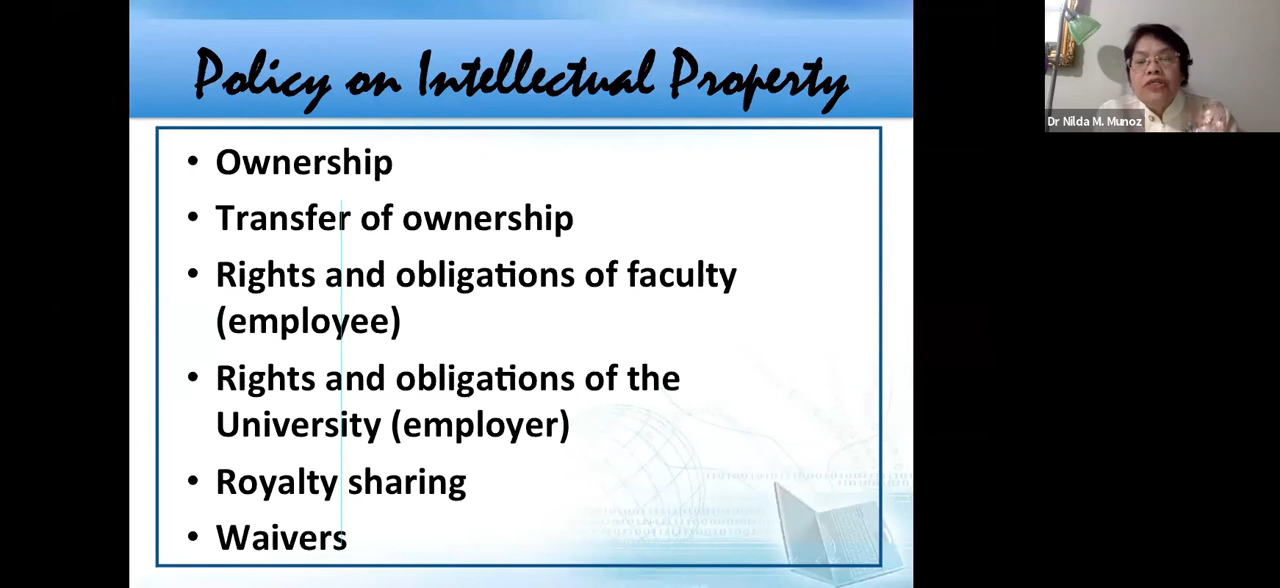 Policy on Intellectual Property
• Ownership
• Transfer of ownership
• Rights and obligations of faculty
(employee)
• Rights and obligations of the
University (employer)
• Royalty sharing
• Waivers
Dr Nilda M. Munoz